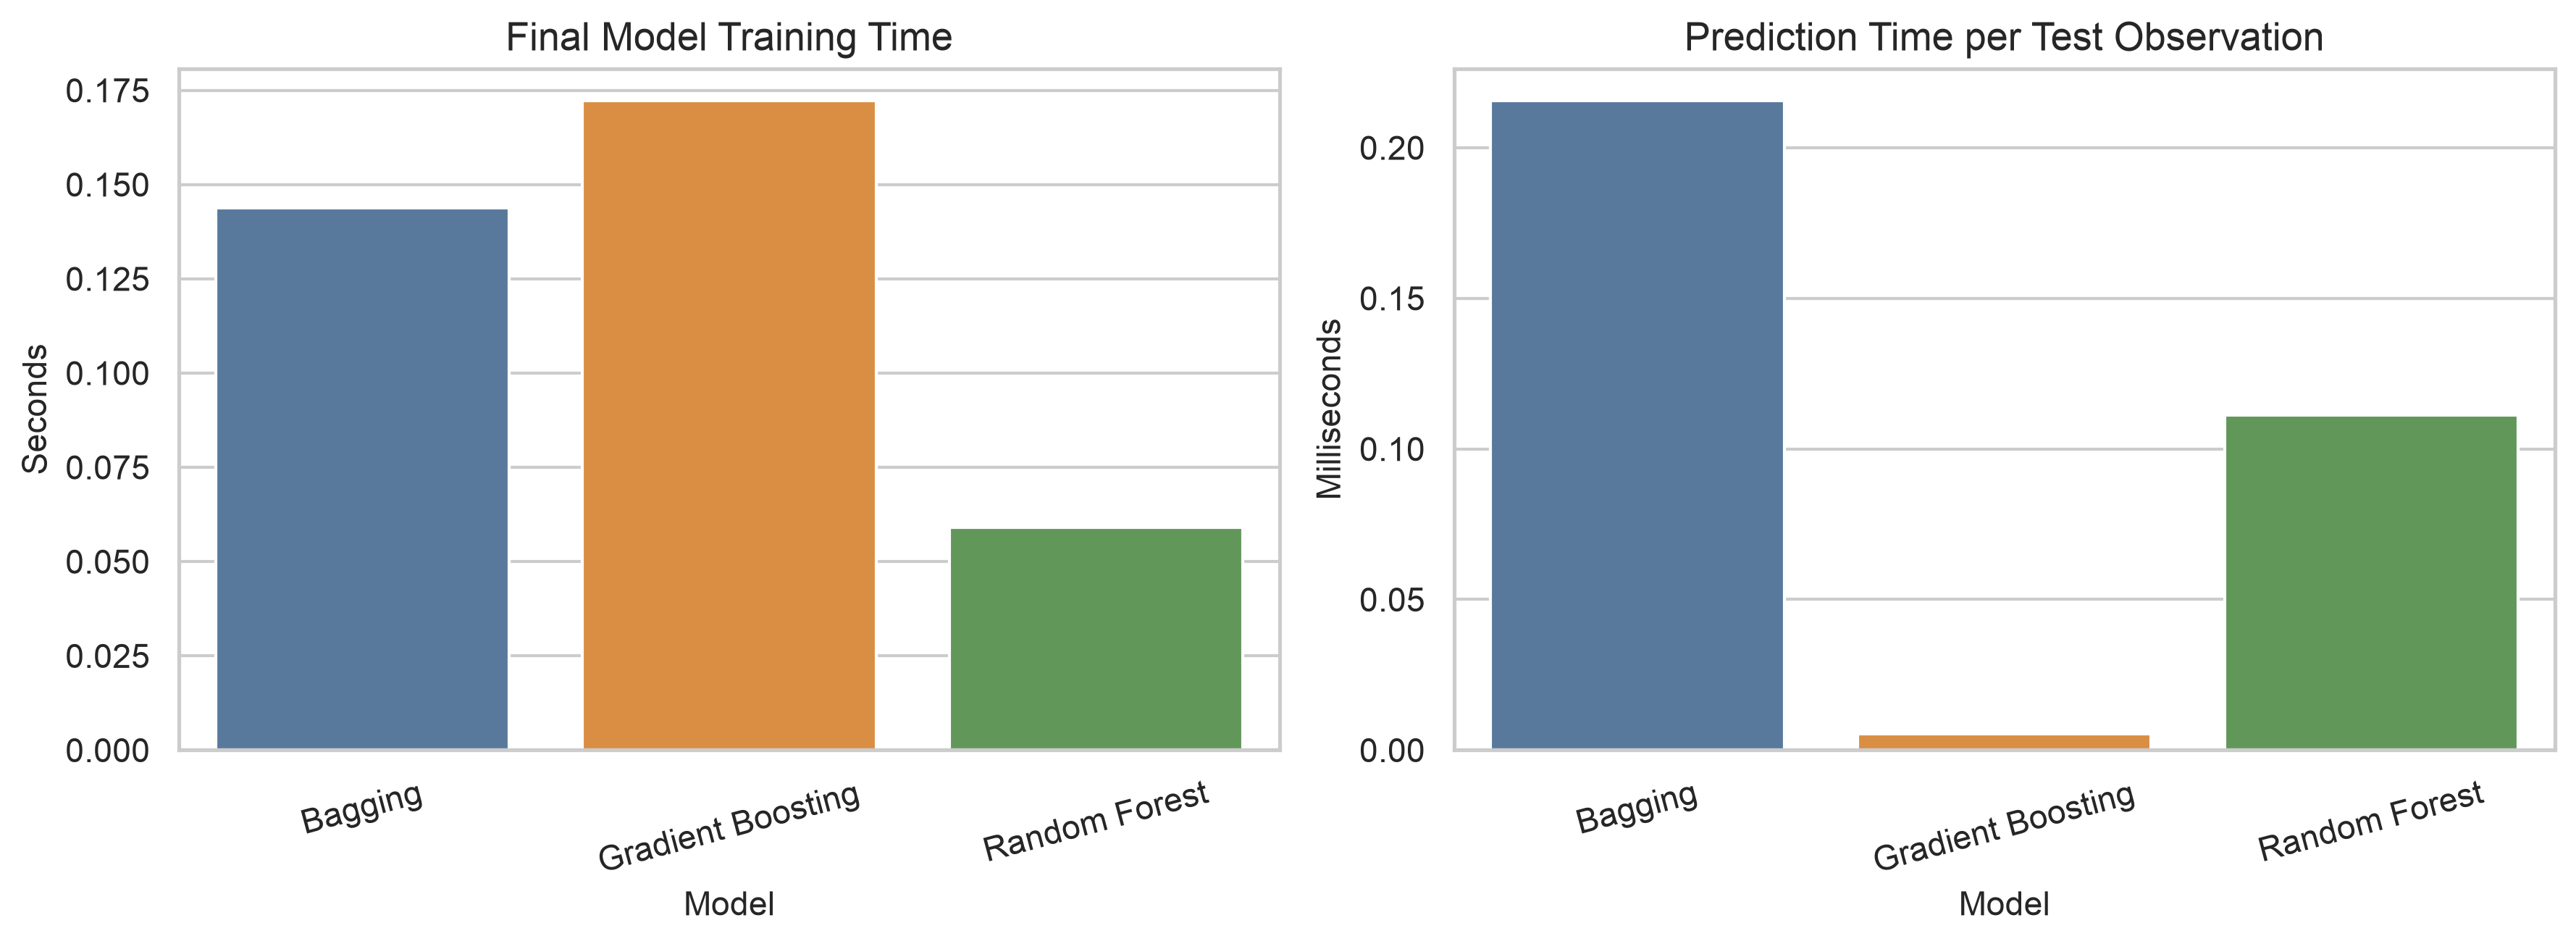 Final Model Training Time
Seconds
0.175
0.150
0.125
0.100
0.075
0.050
0.025
0.000
Bagging
Gradient Boosting
Random Forest
Model
Prediction Time per Test Observation
Milliseconds
0.20
0.15
0.10
0.05
0.00
Bagging
Gradient Boosting
Random Forest
Model